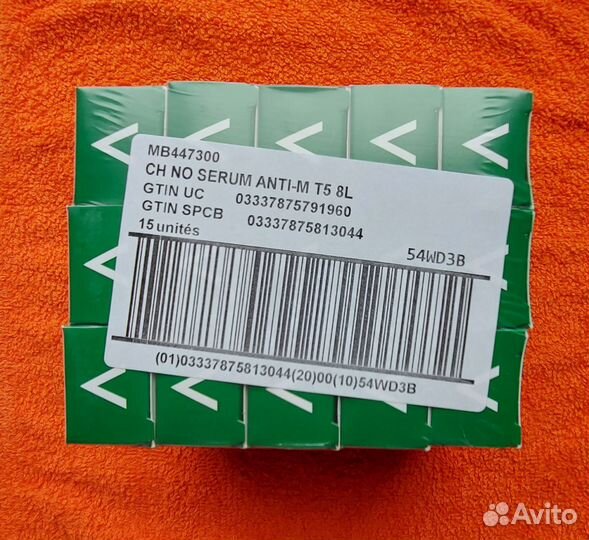 MB447300
CH NO SERUM ANTI-M T5 8L
GTIN UC 03337875791960
GTIN SPCB 03337875813044
15 unités
54WD3B
(01)03337875813044(20)00(10)54WD3B
Avito